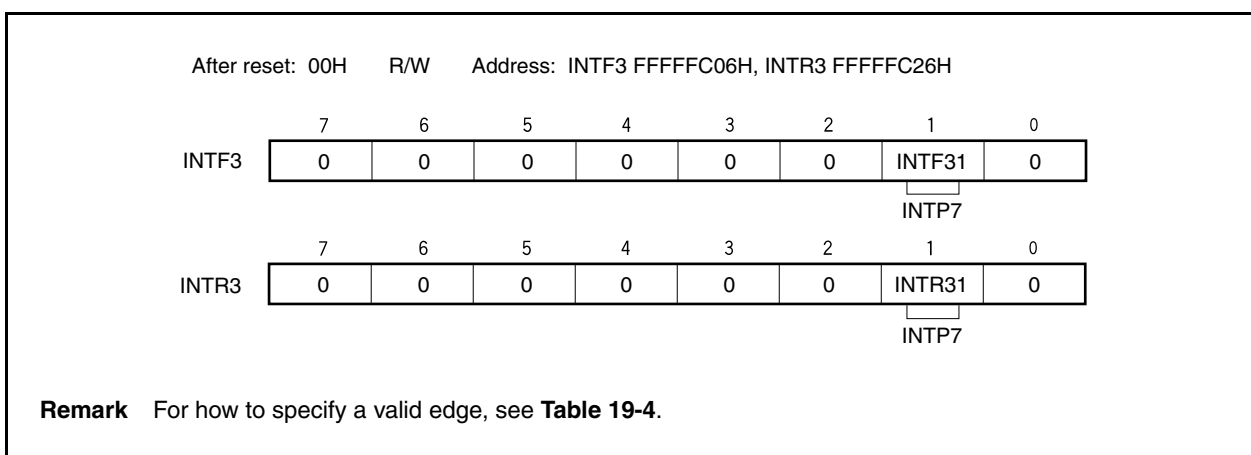 After reset: 00H R/W Address: INTF3 FFFFFC06H, INTR3 FFFFFC26H
7 6 5 4 3 2 1 0
INTF3 0 0 0 0 0 0 INTF31 0
INTP7
7 6 5 4 3 2 1 0
INTR3 0 0 0 0 0 0 INTR31 0
INTP7
Remark For how to specify a valid edge, see Table 19-4.